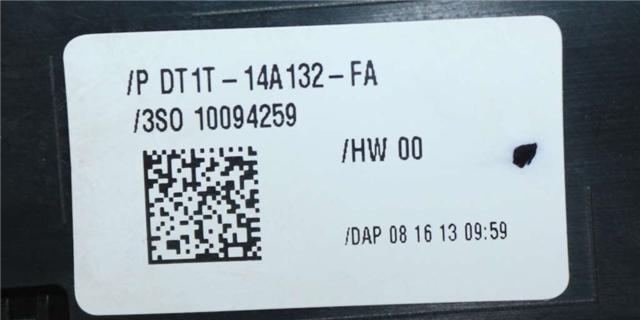 /P DT1T-14A132-FA
/3SO 10094259
/HW 00
/DAP 08 16 13 09:59